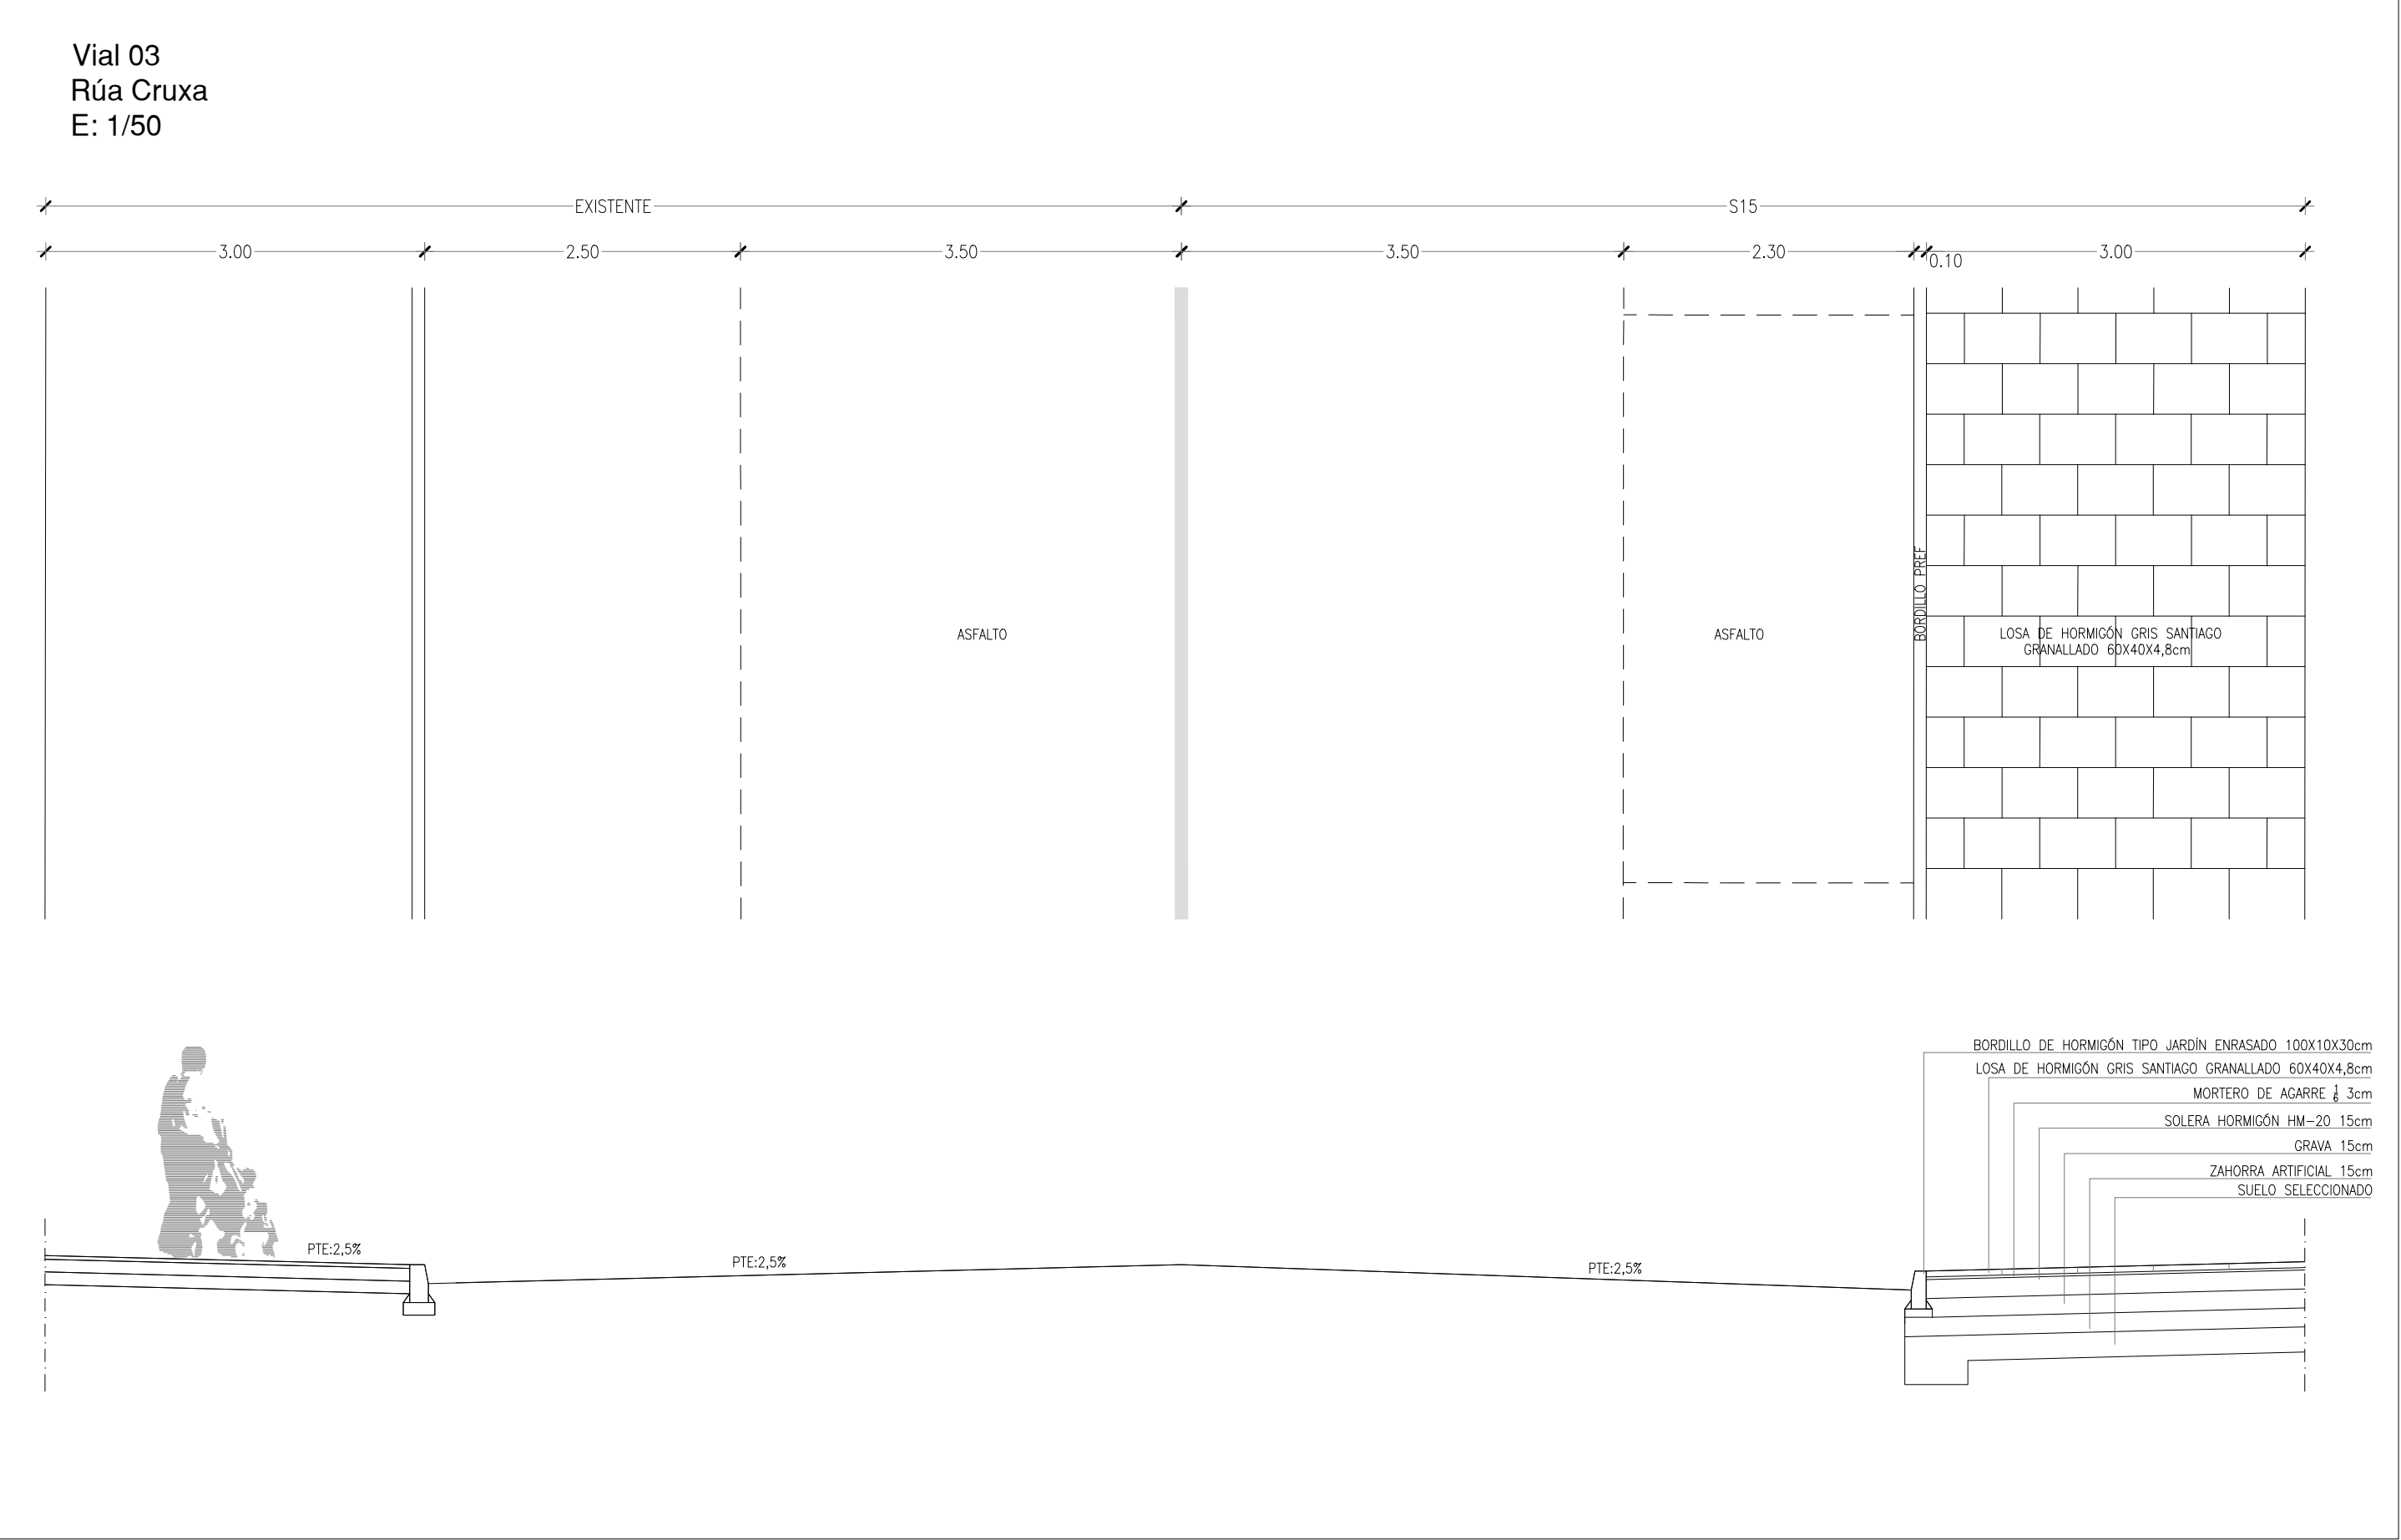 Vial 03
Rúa Cruxa
E: 1/50
EXISTENTE
S15
3.00
2.50
3.50
3.50
2.30
0.10
3.00
ASFALTO
ASFALTO
BORDILLO PREF
LOSA DE HORMIGÓN GRIS SANTIAGO
GRANALLADO 60X40X4,8cm
BORDILLO DE HORMIGÓN TIPO JARDÍN ENRASADO 100X10X30cm
LOSA DE HORMIGÓN GRIS SANTIAGO GRANALLADO 60X40X4,8cm
MORTERO DE AGARRE 1/6 3cm
SOLERA HORMIGÓN HM-20 15cm
GRAVA 15cm
ZAHORRA ARTIFICIAL 15cm
SUELO SELECCIONADO
PTE:2,5%
PTE:2,5%
PTE:2,5%